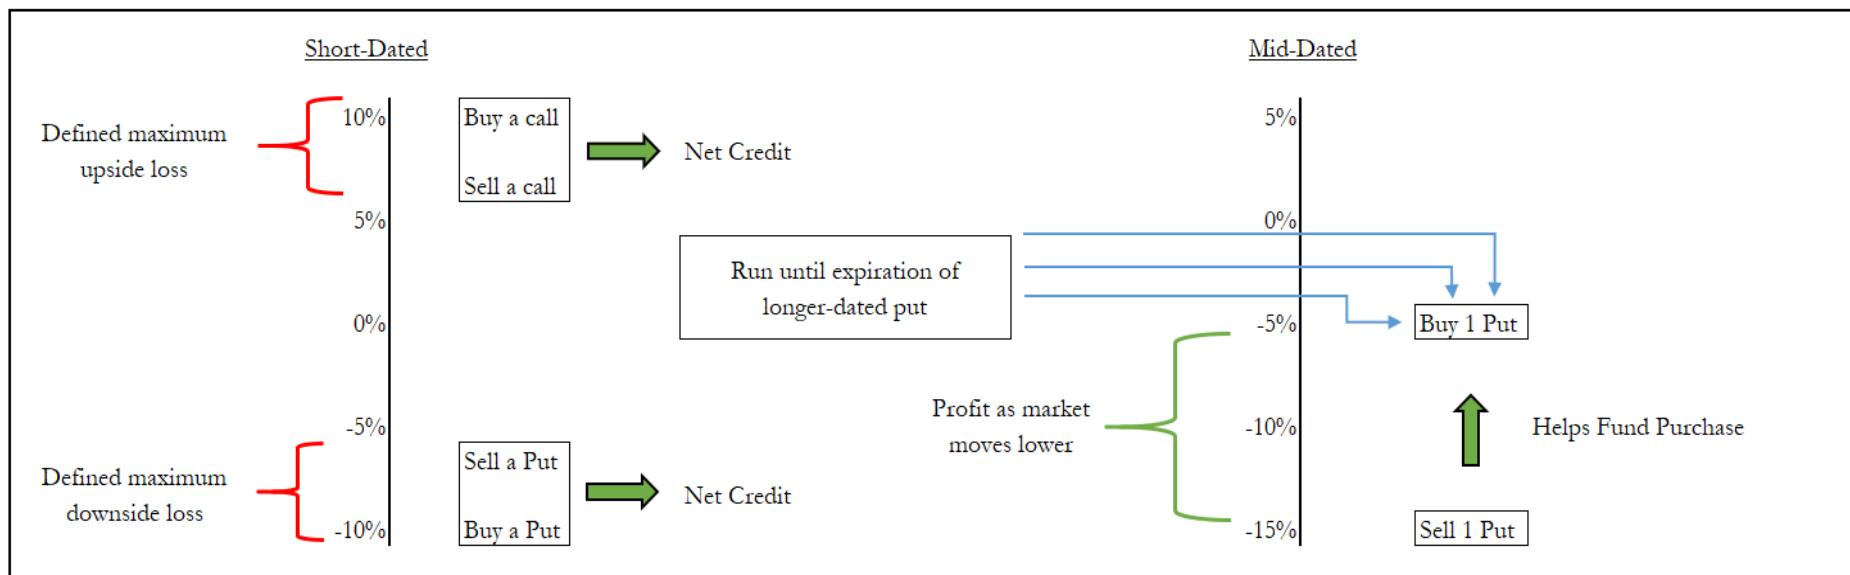 Short-Dated
Mid-Dated
Defined maximum
upside loss
10%
5%
0%
-5%
-10%
Buy a call
Sell a call
Net Credit
Run until expiration of
longer-dated put
Defined maximum
downside loss
Sell a Put
Buy a Put
Net Credit
Profit as market
moves lower
5%
0%
-5%
-10%
-15%
Buy 1 Put
Helps Fund Purchase
Sell 1 Put